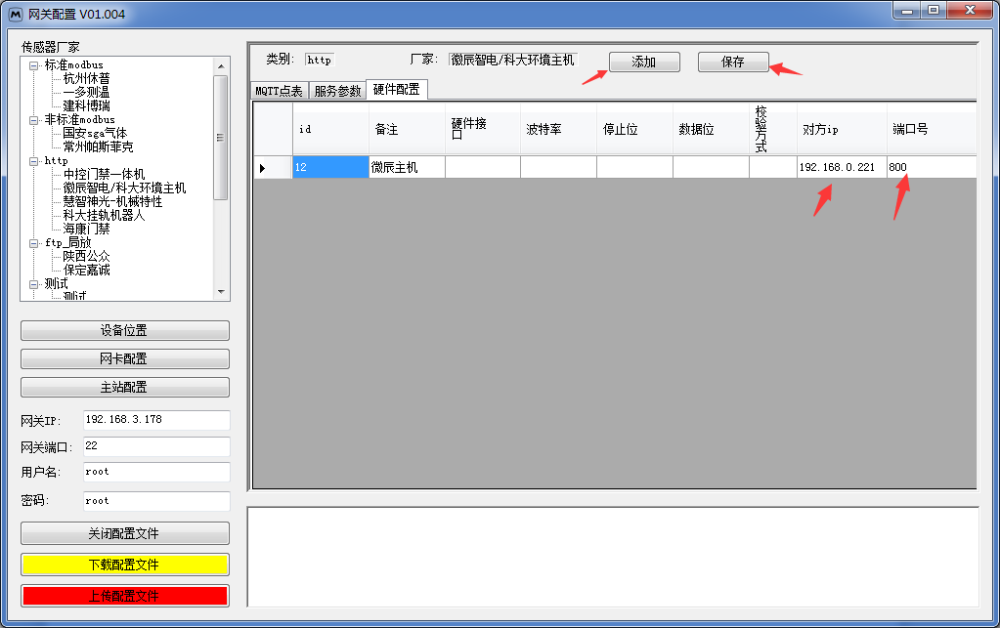 网关配置 V01.004
传感器厂家
标准modbus
杭州休普
一多测温
建科博瑞
非标准modbus
国安sga气体
常州帕斯菲克
http
中控门禁一体机
徽辰智电/科大环境主机
慧智神光-机械特性
科大挂轨机器人
海康门禁
ftp_局放
陕西公众
保定嘉诚
测试
测试
设备位置
网卡配置
主站配置
网关IP: 192.168.3.178
网关端口: 22
用户名: root
密码: root
关闭配置文件
下载配置文件
上传配置文件
类别: http 厂家: 徽辰智电/科大环境主机 添加 保存
MQTT点表 服务参数 硬件配置
id 备注 硬件接口 波特率 停止位 数据位 校验方式 对方ip 端口号
12 微辰主机 192.168.0.221 800